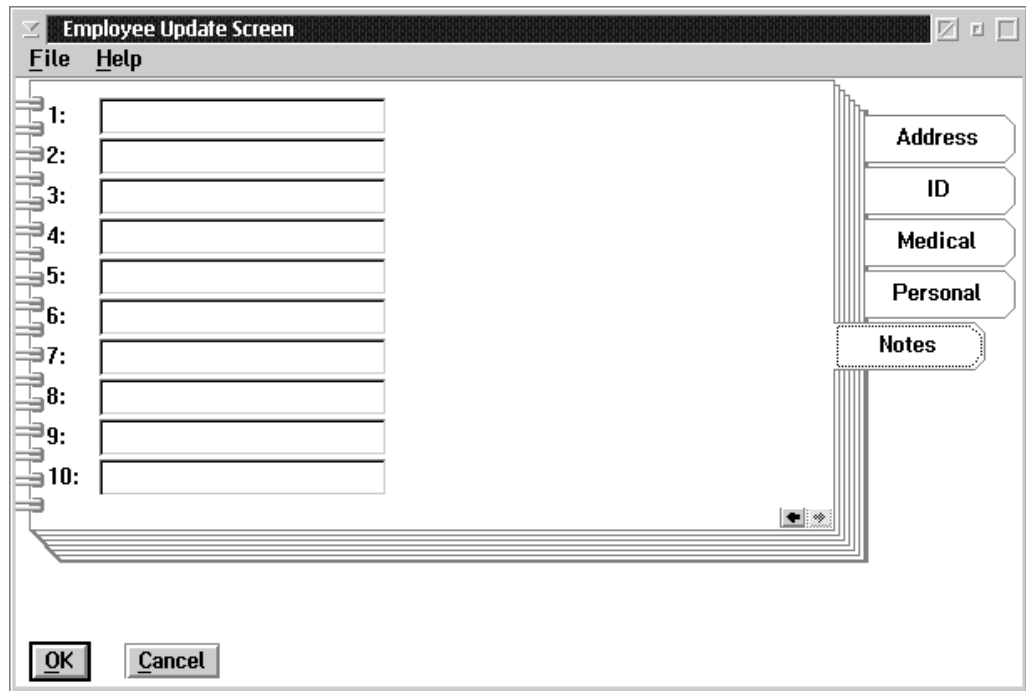 Employee Update Screen
File Help
1:
2:
3:
4:
5:
6:
7:
8:
9:
10:
Address
ID
Medical
Personal
Notes
OK Cancel